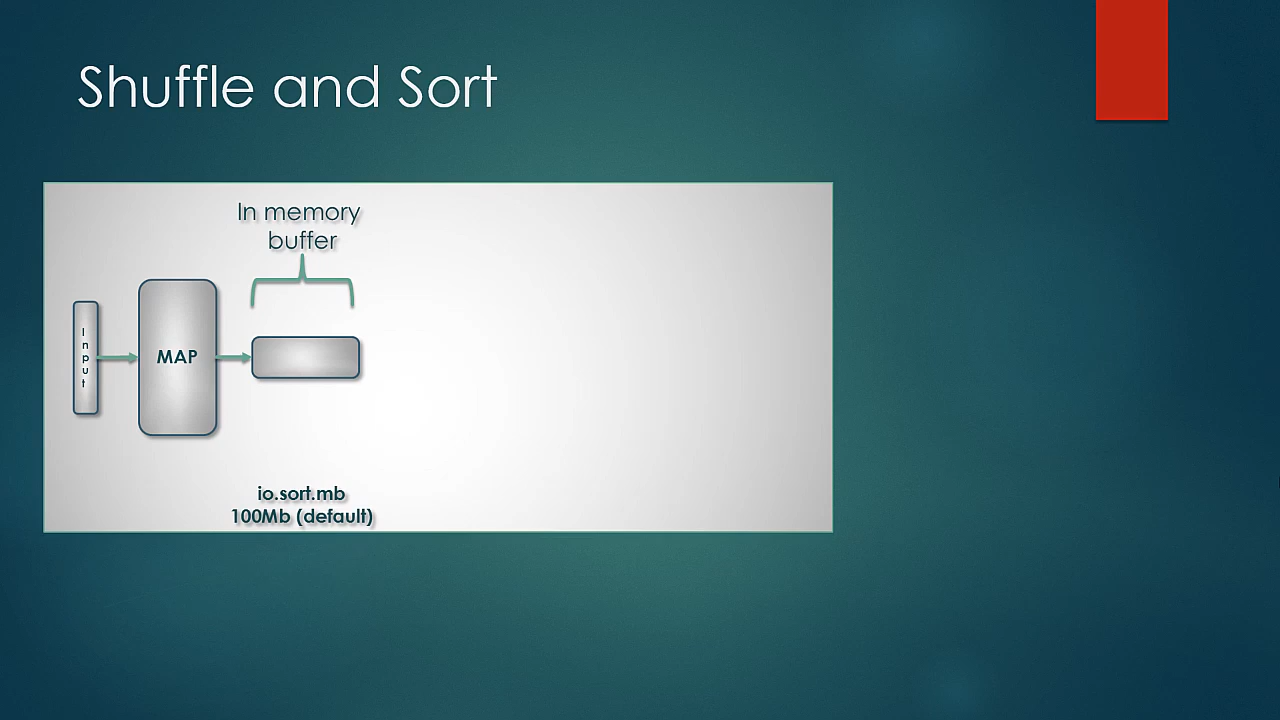 Shuffle and Sort
In memory
buffer
Input
MAP
io.sort.mb
100Mb (default)